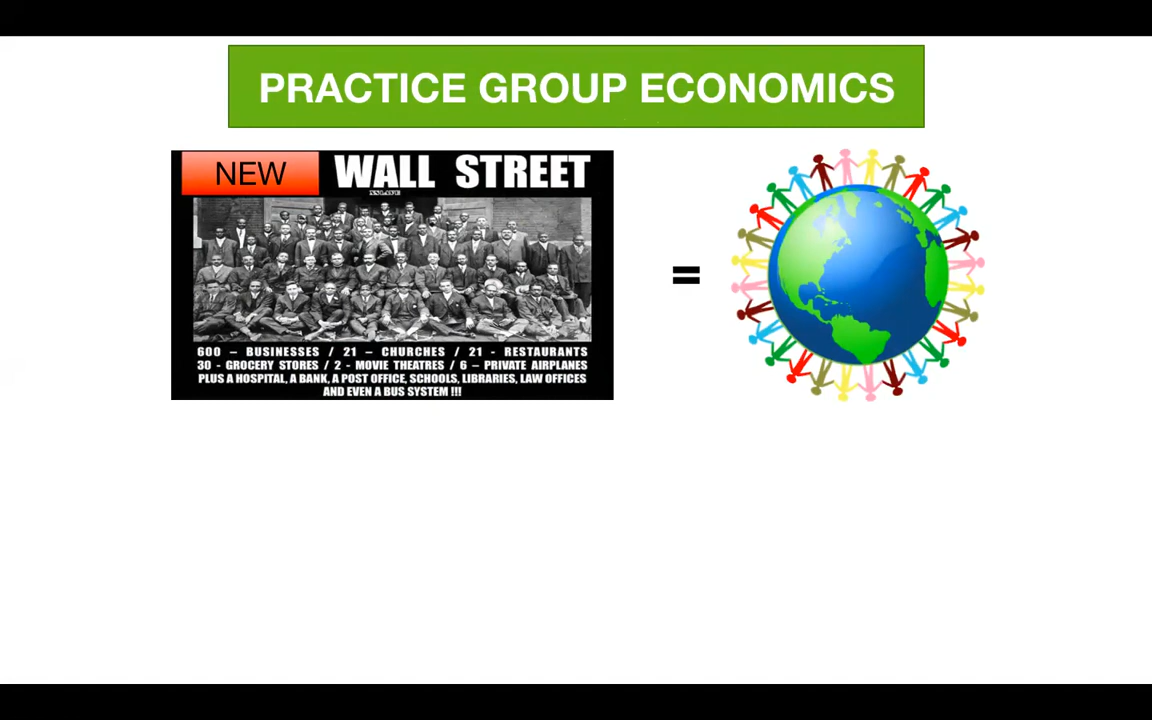 PRACTICE GROUP ECONOMICS
NEW WALL STREET
=
600 – BUSINESSES / 21 – CHURCHES / 21 - RESTAURANTS
30 - GROCERY STORES / 2 - MOVIE THEATRES / 6 – PRIVATE AIRPLANES
PLUS A HOSPITAL, A BANK, A POST OFFICE, SCHOOLS, LIBRARIES, LAW OFFICES
AND EVEN A BUS SYSTEM !!!